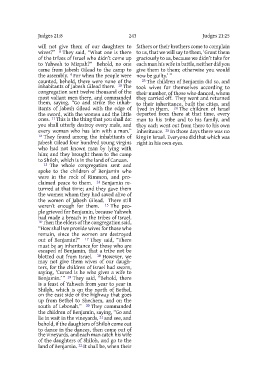 Judges 21:8
243
Judges 21:25
will not give them of our daughters to
wives?” 8 They said, “What one is there
of the tribes of Israel who didn’t come up
to Yahweh to Mizpah?” Behold, no one
came from Jabesh Gilead to the camp to
the assembly. 9 For when the people were
counted, behold, there were none of the
inhabitants of Jabesh Gilead there. 10 The
congregation sent twelve thousand of the
most valiant men there, and commanded
them, saying, “Go and strike the inhab-
itants of Jabesh Gilead with the edge of
the sword, with the women and the little
ones. 11 This is the thing that you shall do:
you shall utterly destroy every male, and
every woman who has lain with a man.”
12 They found among the inhabitants of
Jabesh Gilead four hundred young virgins
who had not known man by lying with
him; and they brought them to the camp
to Shiloh, which is in the land of Canaan.
13 The whole congregation sent and
spoke to the children of Benjamin who
were in the rock of Rimmon, and pro-
claimed peace to them. 14 Benjamin re-
turned at that time; and they gave them
the women whom they had saved alive of
the women of Jabesh Gilead. There still
weren’t enough for them. 15 The peo-
ple grieved for Benjamin, because Yahweh
had made a breach in the tribes of Israel.
16 Then the elders of the congregation said,
“How shall we provide wives for those who
remain, since the women are destroyed
out of Benjamin?” 17 They said, “There
must be an inheritance for those who are
escaped of Benjamin, that a tribe not be
blotted out from Israel. 18 However, we
may not give them wives of our daugh-
ters, for the children of Israel had sworn,
saying, ‘Cursed is he who gives a wife to
Benjamin.’” 19 They said, “Behold, there
is a feast of Yahweh from year to year in
Shiloh, which is on the north of Bethel,
on the east side of the highway that goes
up from Bethel to Shechem, and on the
south of Lebonah.” 20 They commanded
the children of Benjamin, saying, “Go and
lie in wait in the vineyards, 21 and see, and
behold, if the daughters of Shiloh come out
to dance in the dances, then come out of
the vineyards, and each man catch his wife
of the daughters of Shiloh, and go to the
land of Benjamin. 22 It shall be, when their
fathers or their brothers come to complain
to us, that we will say to them, ‘Grant them
graciously to us, because we didn’t take for
each man his wife in battle, neither did you
give them to them; otherwise you would
now be guilty.’”
23 The children of Benjamin did so, and
took wives for themselves according to
their number, of those who danced, whom
they carried off. They went and returned
to their inheritance, built the cities, and
lived in them. 24 The children of Israel
departed from there at that time, every
man to his tribe and to his family, and
they each went out from there to his own
inheritance. 25 In those days there was no
king in Israel. Everyone did that which was
right in his own eyes.